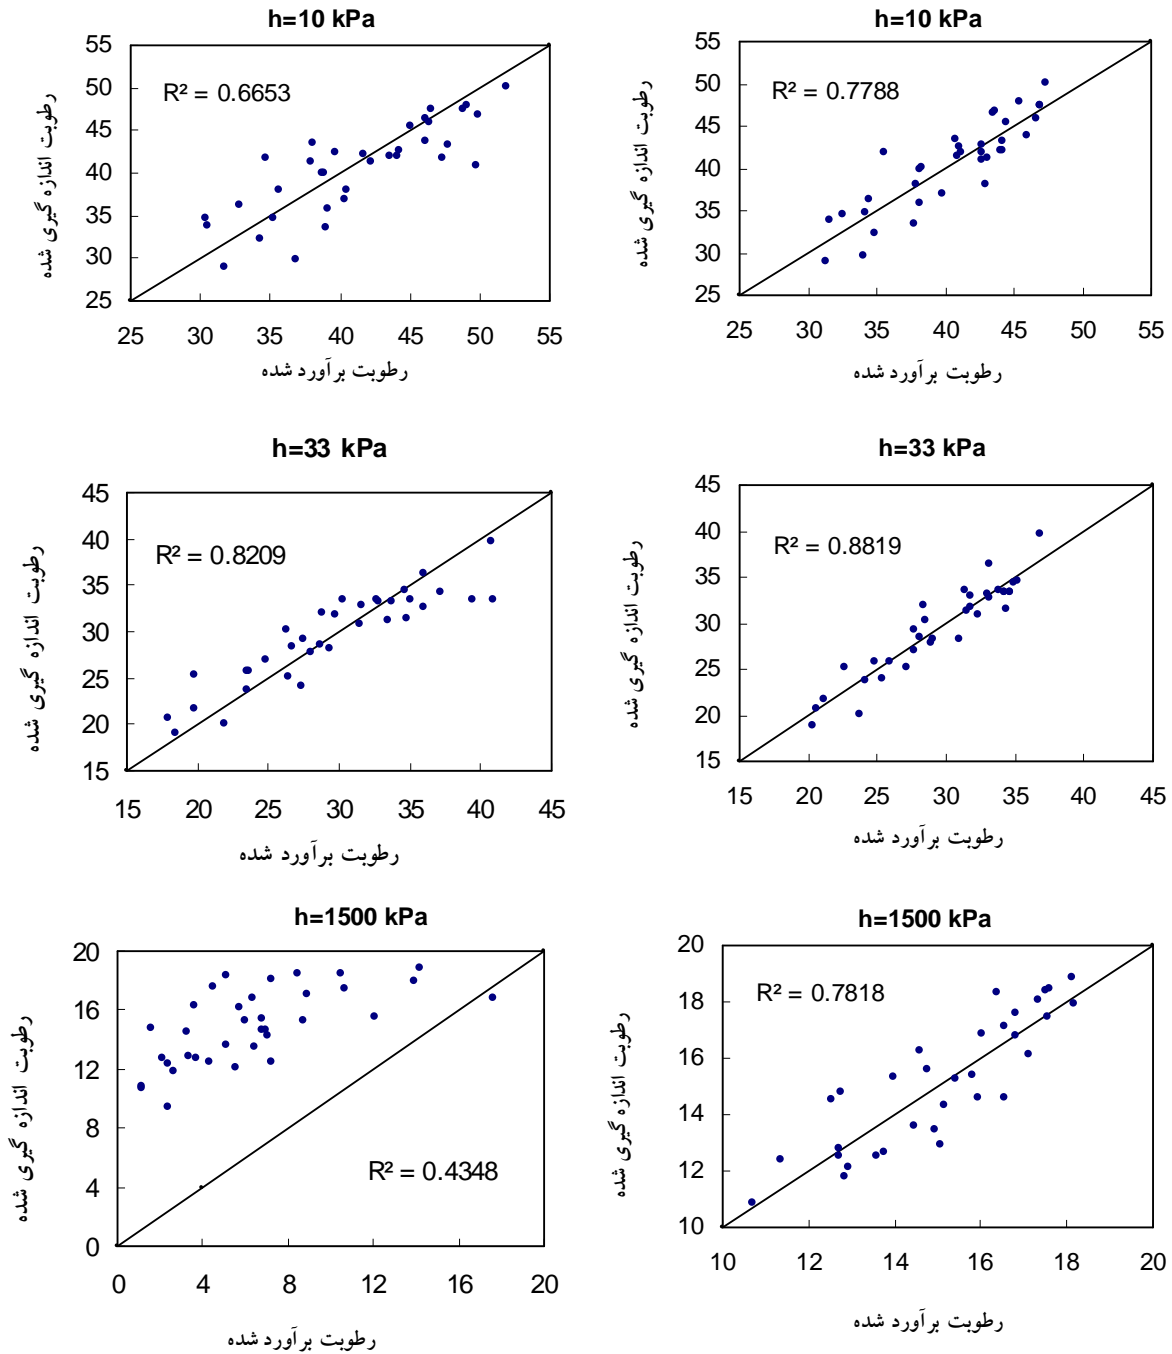 h=10 kPa
55
50
45
40
35
30
25
R² = 0.6653
رطوبت اندازه گیری شده
25 30 35 40 45 50 55
رطوبت برآورد شده
h=10 kPa
55
50
45
40
35
30
25
R² = 0.7788
رطوبت اندازه گیری شده
25 30 35 40 45 50 55
رطوبت برآورد شده
h=33 kPa
45
40
35
30
25
20
15
R² = 0.8209
رطوبت اندازه گیری شده
15 20 25 30 35 40 45
رطوبت برآورد شده
h=33 kPa
45
40
35
30
25
20
15
R² = 0.8819
رطوبت اندازه گیری شده
15 20 25 30 35 40 45
رطوبت برآورد شده
h=1500 kPa
20
16
12
8
4
0
R² = 0.4348
رطوبت اندازه گیری شده
0 4 8 12 16 20
رطوبت برآورد شده
h=1500 kPa
20
18
16
14
12
10
R² = 0.7818
رطوبت اندازه گیری شده
10 12 14 16 18 20
رطوبت برآورد شده